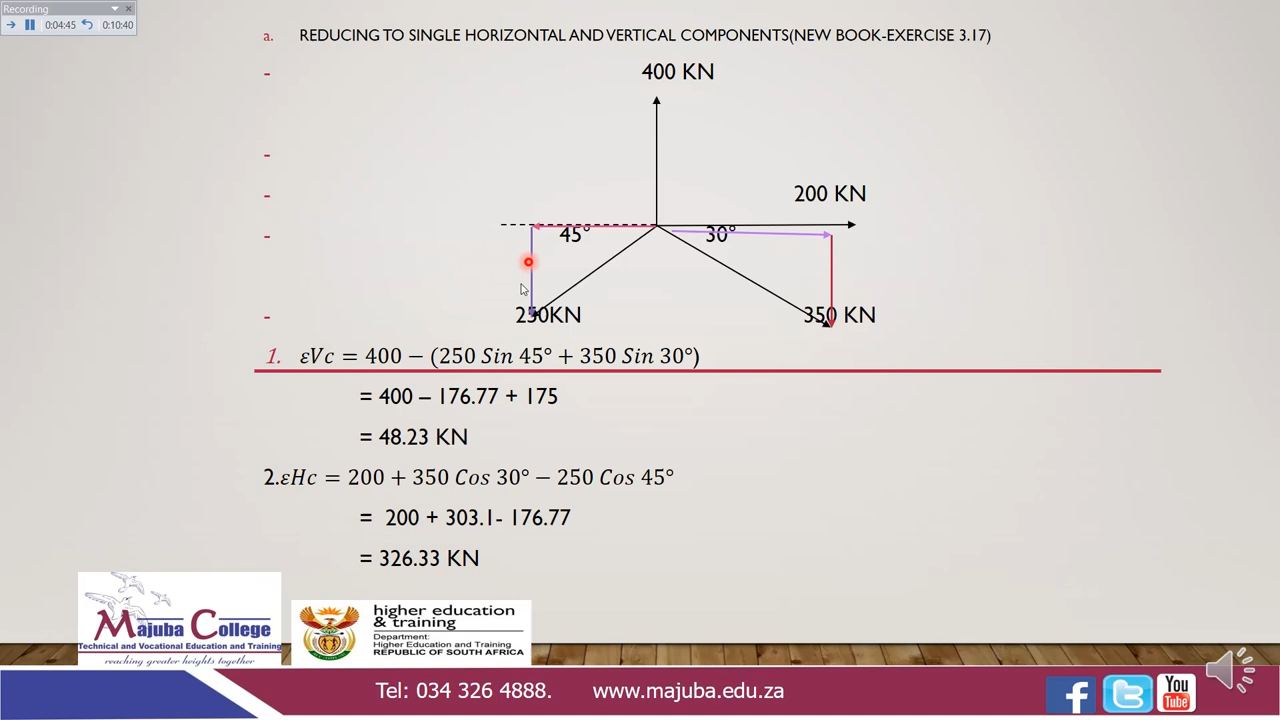 Recording
0:04:45
0:10:40
a. REDUCING TO SINGLE HORIZONTAL AND VERTICAL COMPONENTS(NEW BOOK-EXERCISE 3.17)
- 400 KN
-
- 200 KN
- 45° 30°
- 250KN 350 KN
1. εVc = 400 − (250 Sin 45° + 350 Sin 30°)
= 400 – 176.77 + 175
= 48.23 KN
2.εHc = 200 + 350 Cos 30° − 250 Cos 45°
= 200 + 303.1- 176.77
= 326.33 KN
Majuba College
Technical and Vocational Education and Training
reaching greater heights together
higher education
& training
Department:
Higher Education and Training
REPUBLIC OF SOUTH AFRICA
Tel: 034 326 4888. www.majuba.edu.za
f
You
Tube